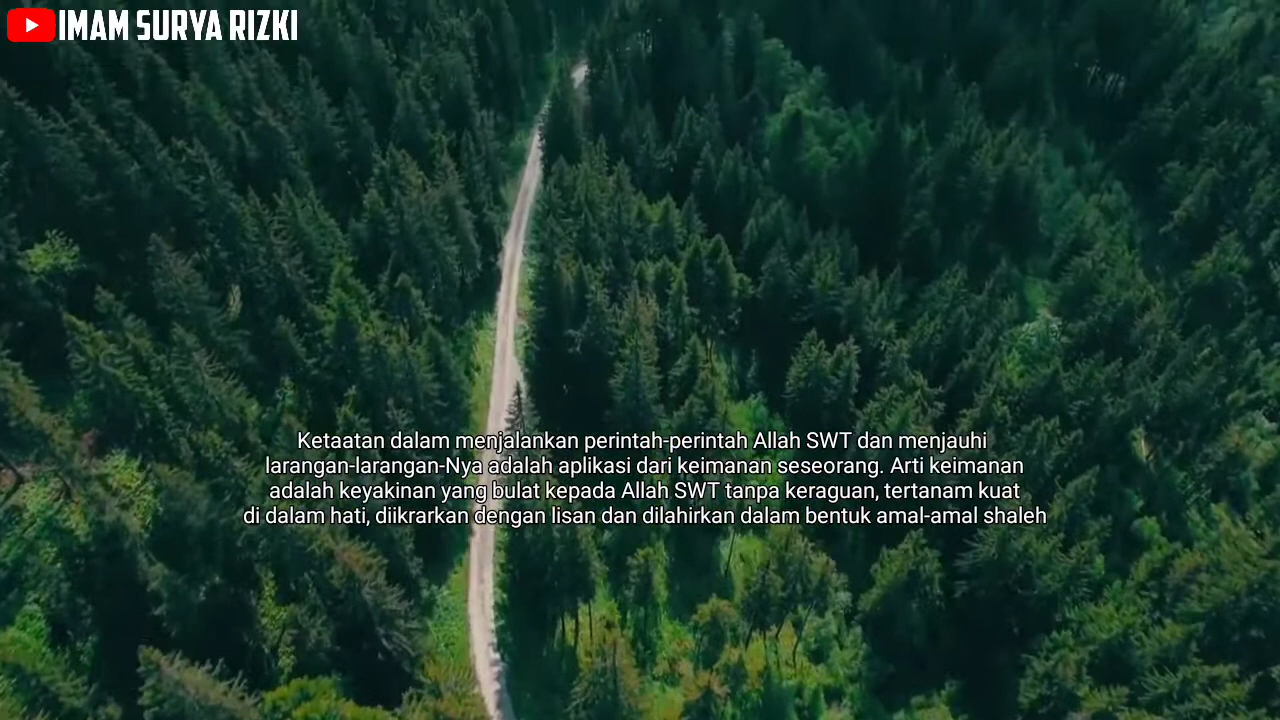 IMAM SURYA RIZKI
Ketaatan dalam menjalankan perintah-perintah Allah SWT dan menjauhi
larangan-larangan-Nya adalah aplikasi dari keimanan seseorang. Arti keimanan
adalah keyakinan yang bulat kepada Allah SWT tanpa keraguan, tertanam kuat
di dalam hati, diikrarkan dengan lisan dan dilahirkan dalam bentuk amal-amal shaleh